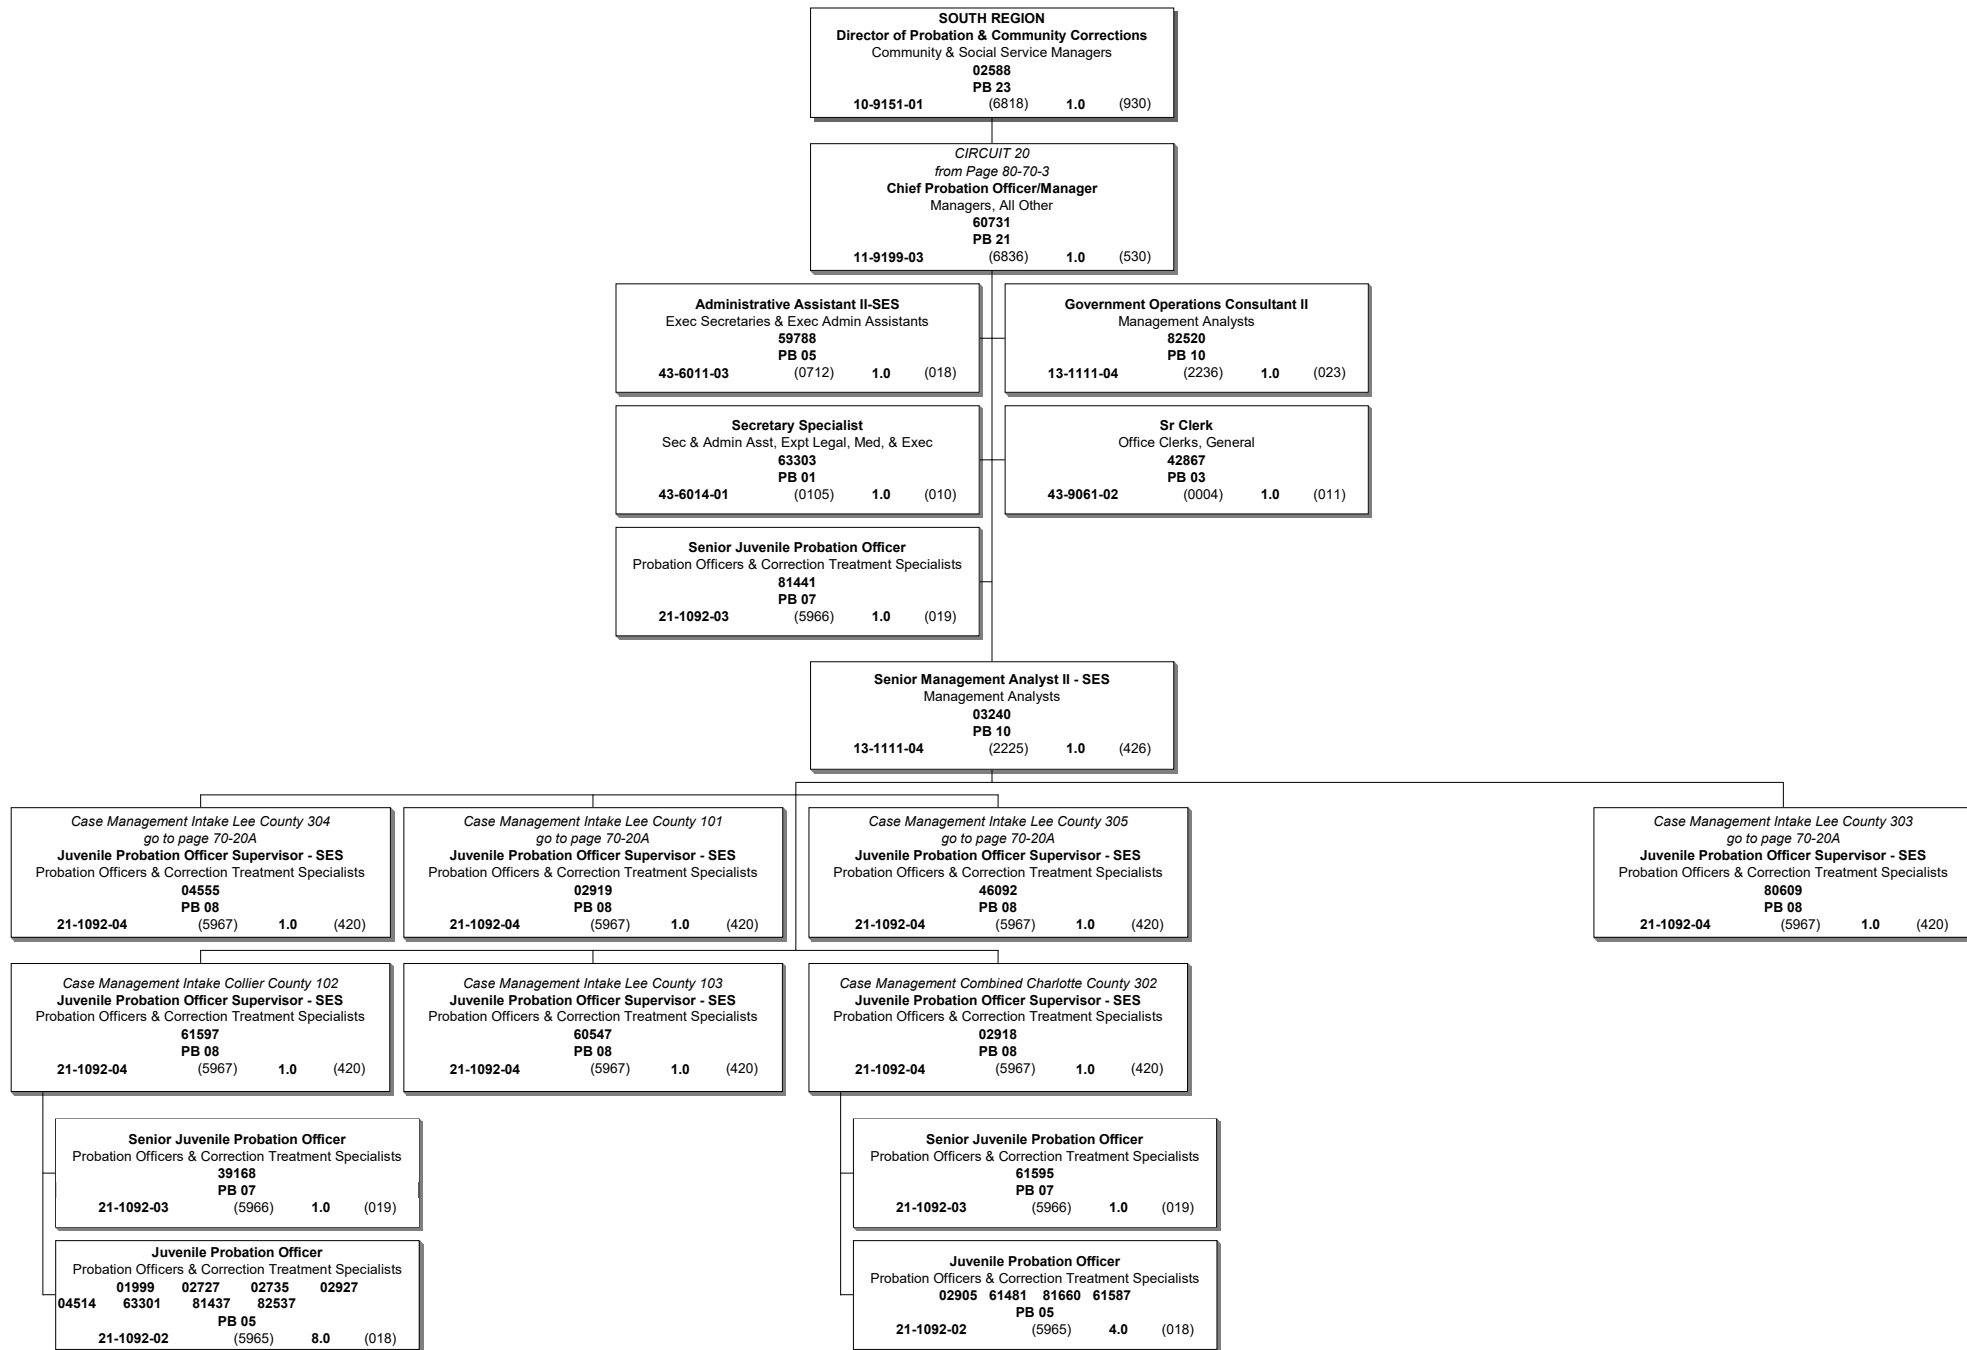 SOUTH REGION
Director of Probation & Community Corrections
Community & Social Service Managers
02588
PB 23
10-9151-01 (6818) 1.0 (930)
CIRCUIT 20
from Page 80-70-3
Chief Probation Officer/Manager
Managers, All Other
60731
PB 21
11-9199-03 (6836) 1.0 (530)
Administrative Assistant II-SES
Exec Secretaries & Exec Admin Assistants
59788
PB 05
43-6011-03 (0712) 1.0 (018)
Government Operations Consultant II
Management Analysts
82520
PB 10
13-1111-04 (2236) 1.0 (023)
Secretary Specialist
Sec & Admin Asst, Expt Legal, Med, & Exec
63303
PB 01
43-6014-01 (0105) 1.0 (010)
Sr Clerk
Office Clerks, General
42867
PB 03
43-9061-02 (0004) 1.0 (011)
Senior Juvenile Probation Officer
Probation Officers & Correction Treatment Specialists
81441
PB 07
21-1092-03 (5966) 1.0 (019)
Senior Management Analyst II - SES
Management Analysts
03240
PB 10
13-1111-04 (2225) 1.0 (426)
Case Management Intake Lee County 304
go to page 70-20A
Juvenile Probation Officer Supervisor - SES
Probation Officers & Correction Treatment Specialists
04555
PB 08
21-1092-04 (5967) 1.0 (420)
Case Management Intake Lee County 101
go to page 70-20A
Juvenile Probation Officer Supervisor - SES
Probation Officers & Correction Treatment Specialists
02919
PB 08
21-1092-04 (5967) 1.0 (420)
Case Management Intake Lee County 305
go to page 70-20A
Juvenile Probation Officer Supervisor - SES
Probation Officers & Correction Treatment Specialists
46092
PB 08
21-1092-04 (5967) 1.0 (420)
Case Management Intake Lee County 303
go to page 70-20A
Juvenile Probation Officer Supervisor - SES
Probation Officers & Correction Treatment Specialists
80609
PB 08
21-1092-04 (5967) 1.0 (420)
Case Management Intake Collier County 102
Juvenile Probation Officer Supervisor - SES
Probation Officers & Correction Treatment Specialists
61597
PB 08
21-1092-04 (5967) 1.0 (420)
Case Management Intake Lee County 103
Juvenile Probation Officer Supervisor - SES
Probation Officers & Correction Treatment Specialists
60547
PB 08
21-1092-04 (5967) 1.0 (420)
Case Management Combined Charlotte County 302
Juvenile Probation Officer Supervisor - SES
Probation Officers & Correction Treatment Specialists
02918
PB 08
21-1092-04 (5967) 1.0 (420)
Senior Juvenile Probation Officer
Probation Officers & Correction Treatment Specialists
39168
PB 07
21-1092-03 (5966) 1.0 (019)
Senior Juvenile Probation Officer
Probation Officers & Correction Treatment Specialists
61595
PB 07
21-1092-03 (5966) 1.0 (019)
Juvenile Probation Officer
Probation Officers & Correction Treatment Specialists
01999 02727 02735 02927
04514 63301 81437 82537
PB 05
21-1092-02 (5965) 8.0 (018)
Juvenile Probation Officer
Probation Officers & Correction Treatment Specialists
02905 61481 81660 61587
PB 05
21-1092-02 (5965) 4.0 (018)